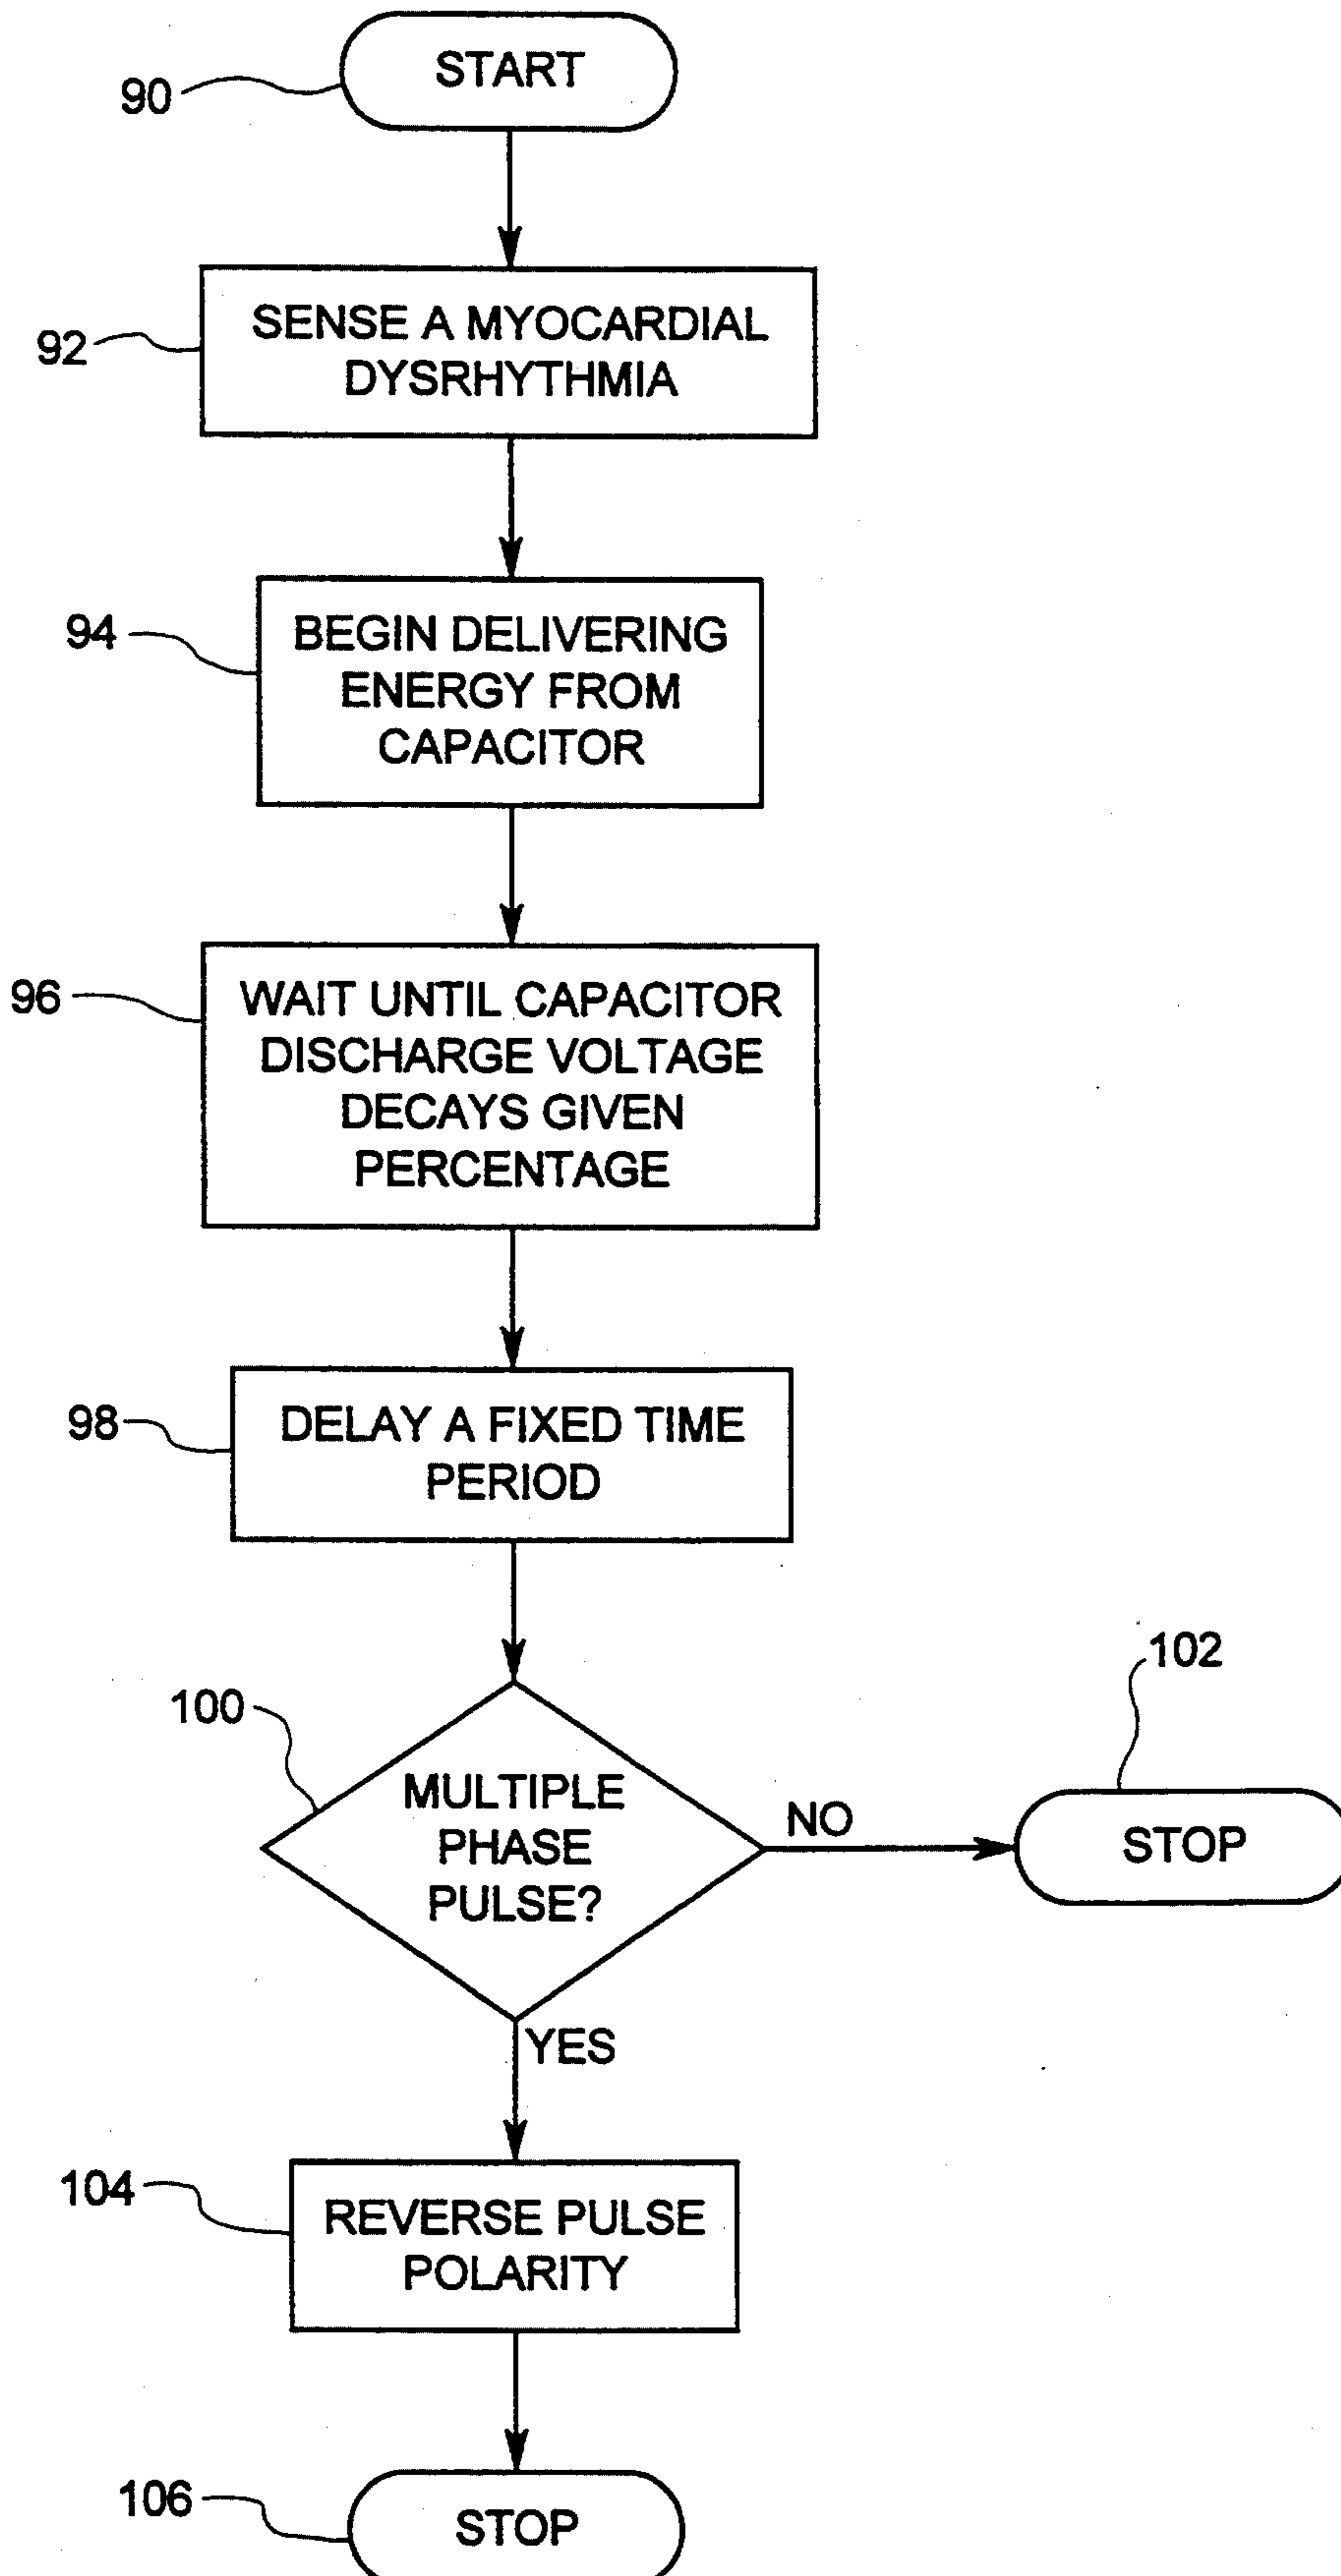 START
90
SENSE A MYOCARDIAL
DYSRHYTHMIA
92
BEGIN DELIVERING
ENERGY FROM
CAPACITOR
94
WAIT UNTIL CAPACITOR
DISCHARGE VOLTAGE
DECAYS GIVEN
PERCENTAGE
96
DELAY A FIXED TIME
PERIOD
98
100
MULTIPLE
PHASE
PULSE?
NO
102
STOP
YES
104
REVERSE PULSE
POLARITY
106
STOP